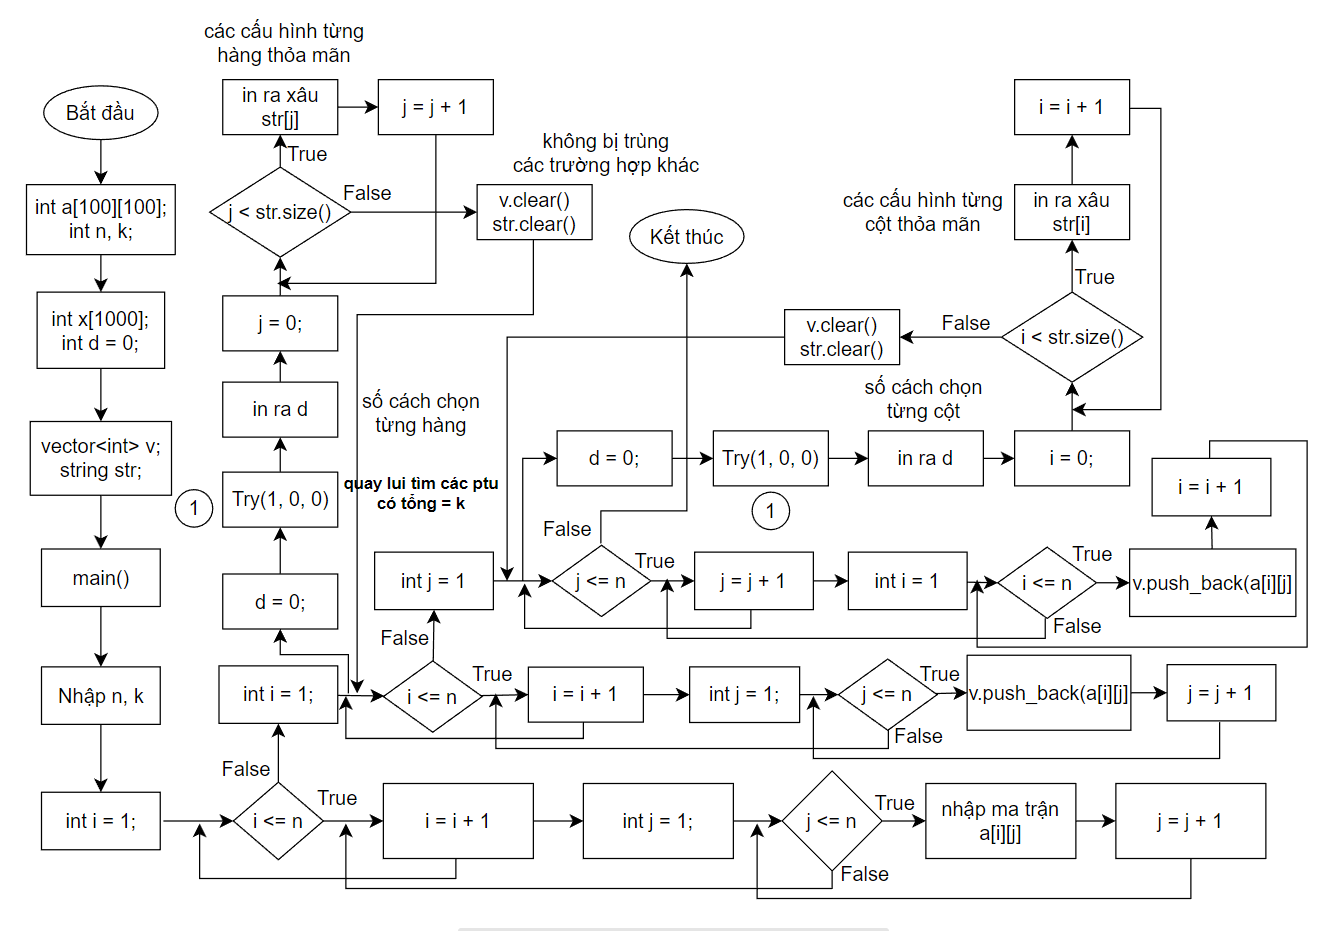 các cấu hình từng
hàng thỏa mãn
Bắt đầu
in ra xâu
str[j]
j = j + 1
i = i + 1
True
không bị trùng
các trường hợp khác
int a[100][100];
int n, k;
j < str.size()
False
v.clear()
str.clear()
Kết thúc
các cấu hình từng
cột thỏa mãn
in ra xâu
str[i]
True
int x[1000];
int d = 0;
j = 0;
v.clear()
str.clear()
False
i < str.size()
in ra d
số cách chọn
từng hàng
số cách chọn
từng cột
vector<int> v;
string str;
d = 0;
Try(1, 0, 0)
in ra d
i = 0;
1
Try(1, 0, 0)
quay lui tìm các ptu
có tổng = k
1
i = i + 1
False
main()
d = 0;
int j = 1
j <= n
True
j = j + 1
int i = 1
i <= n
True
v.push_back(a[i][j]
False
False
Nhập n, k
int i = 1;
i <= n
True
i = i + 1
int j = 1;
j <= n
True
v.push_back(a[i][j]
j = j + 1
False
False
int i = 1;
i <= n
True
i = i + 1
int j = 1;
j <= n
True
nhập ma trận
a[i][j]
j = j + 1
False